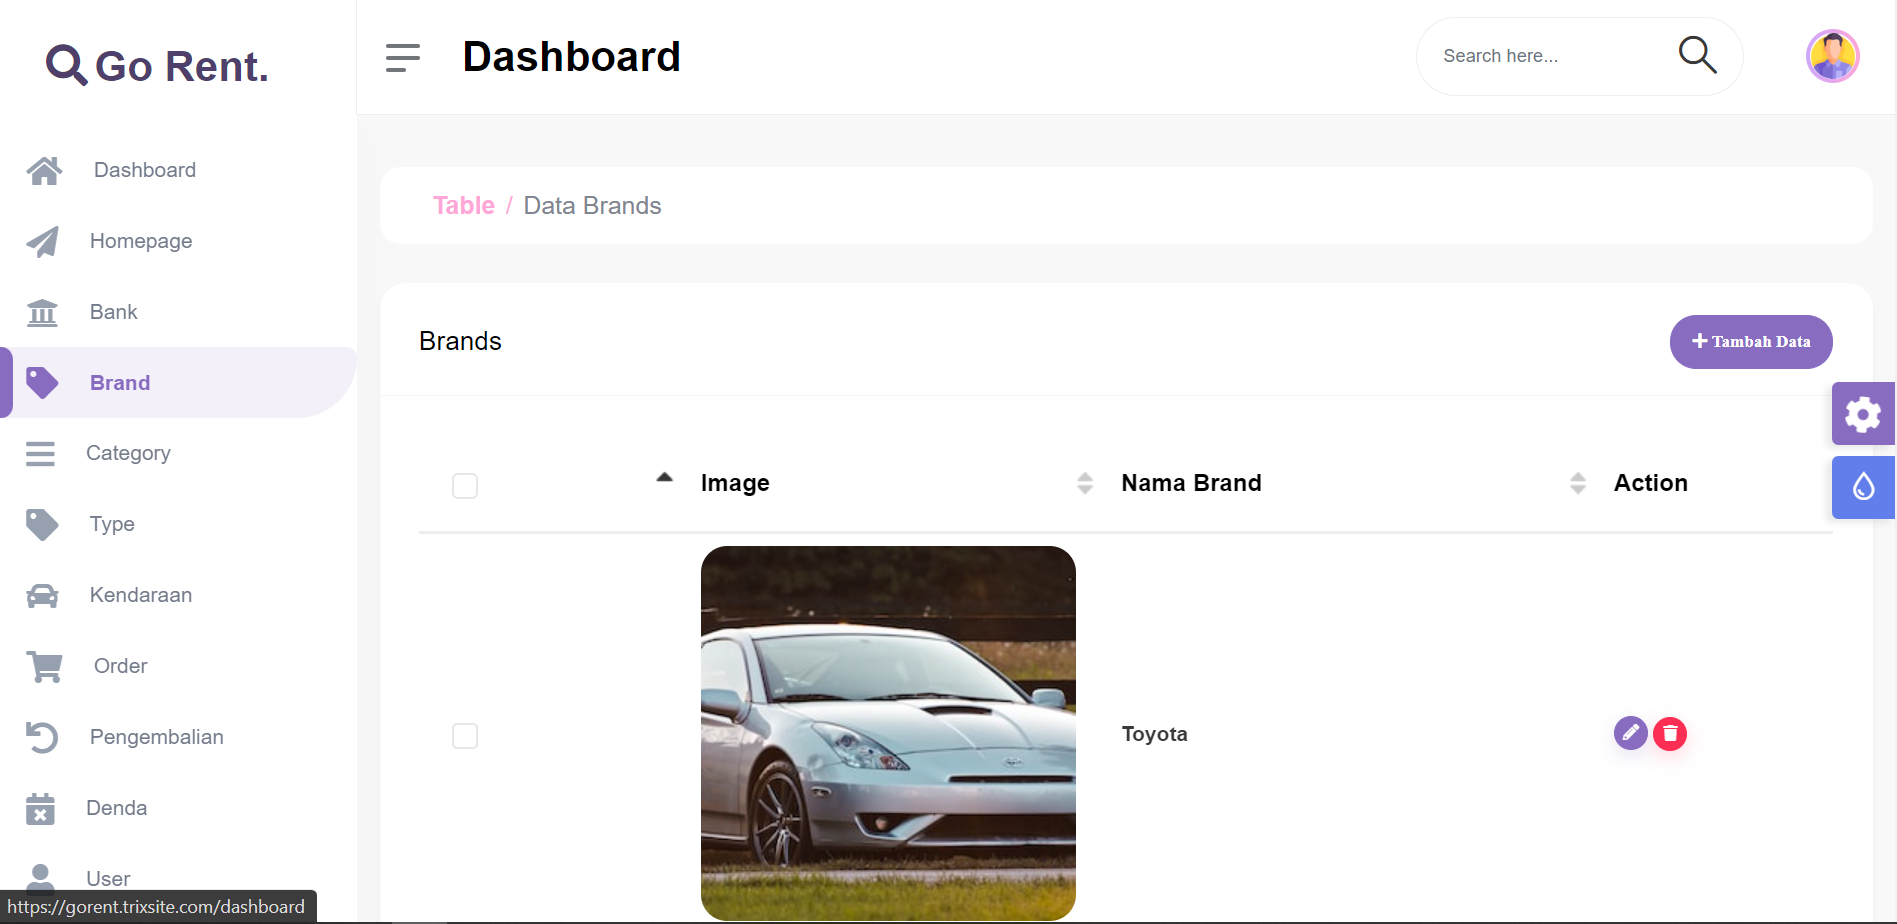 Go Rent.
Dashboard
Search here...
Dashboard
Homepage
Bank
Brand
Category
Type
Kendaraan
Order
Pengembalian
Denda
User
Table / Data Brands
Brands
Tambah Data
Image
Nama Brand
Action
Toyota
https://gorent.trixsite.com/dashboard